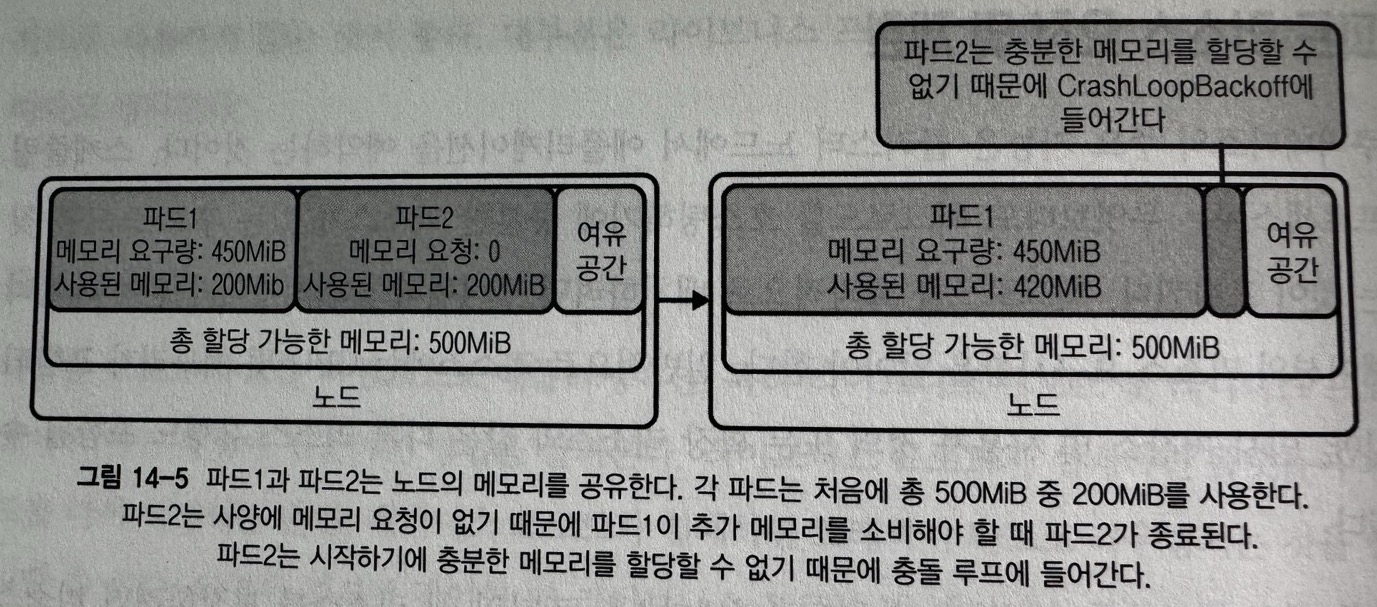 파드2는 충분한 메모리를 할당할 수
없기 때문에 CrashLoopBackoff에
들어간다
파드1
메모리 요구량: 450MiB
사용된 메모리: 200Mib
파드2
메모리 요청: 0
사용된 메모리: 200MiB
여유
공간
총 할당 가능한 메모리: 500MiB
노드
파드1
메모리 요구량: 450MiB
사용된 메모리: 420MiB
여유
공간
총 할당 가능한 메모리: 500MiB
노드
그림 14-5 파드1과 파드2는 노드의 메모리를 공유한다. 각 파드는 처음에 총 500MiB 중 200MiB를 사용한다.
파드2는 사양에 메모리 요청이 없기 때문에 파드1이 추가 메모리를 소비해야 할 때 파드2가 종료된다.
파드2는 시작하기에 충분한 메모리를 할당할 수 없기 때문에 충돌 루프에 들어간다.